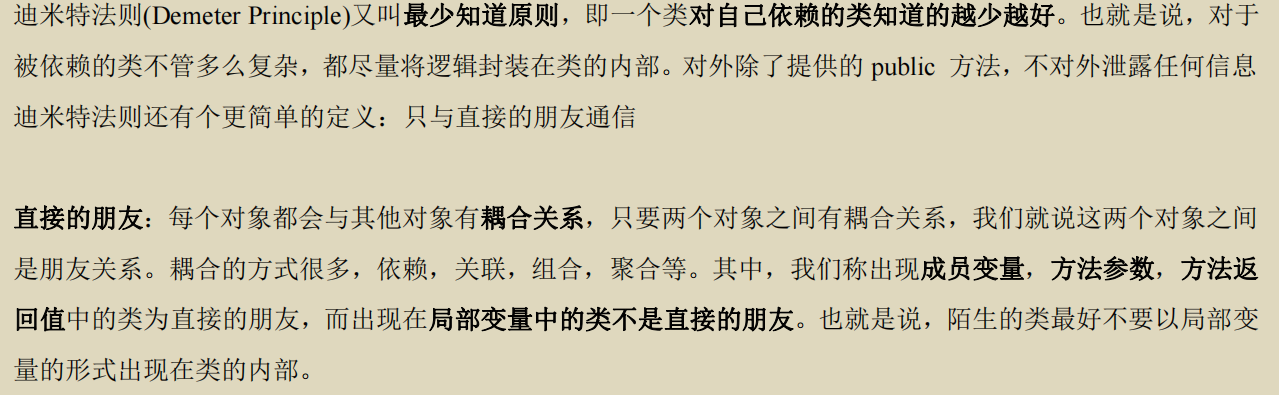 迪米特法则(Demeter Principle)又叫最少知道原则，即一个类对自己依赖的类知道的越少越好。也就是说，对于
被依赖的类不管多么复杂，都尽量将逻辑封装在类的内部。对外除了提供的 public 方法，不对外泄露任何信息
迪米特法则还有个更简单的定义：只与直接的朋友通信
直接的朋友：每个对象都会与其他对象有耦合关系，只要两个对象之间有耦合关系，我们就说这两个对象之间
是朋友关系。耦合的方式很多，依赖，关联，组合，聚合等。其中，我们称出现成员变量，方法参数，方法返
回值中的类为直接的朋友，而出现在局部变量中的类不是直接的朋友。也就是说，陌生的类最好不要以局部变
量的形式出现在类的内部。